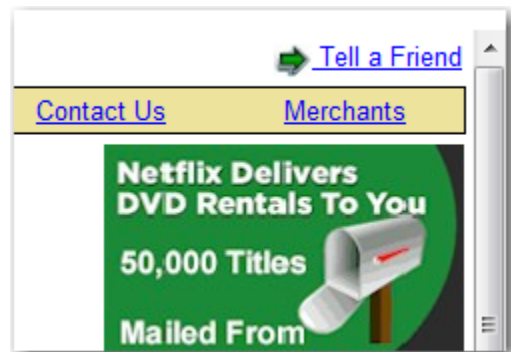 Tell a Friend
Contact Us Merchants
Netflix Delivers
DVD Rentals To You
50,000 Titles
Mailed From